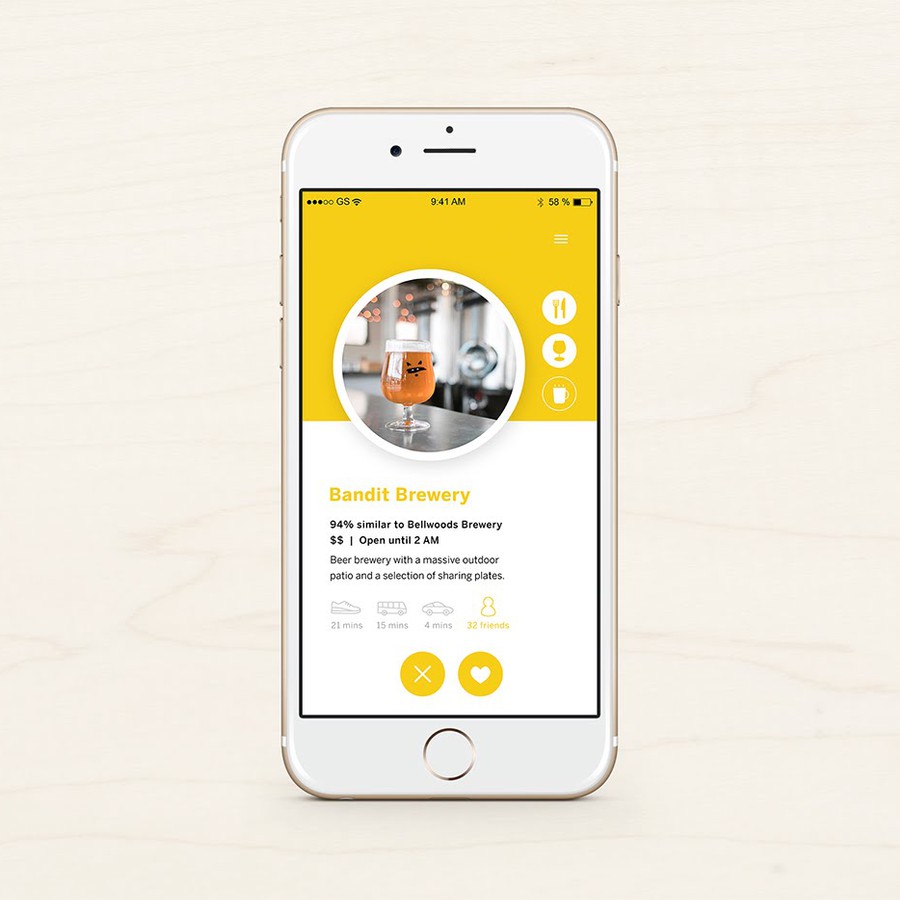 GS 9:41 AM 58 %
Bandit Brewery
94% similar to Bellwoods Brewery
$$ | Open until 2 AM
Beer brewery with a massive outdoor
patio and a selection of sharing plates.
21 mins 15 mins 4 mins 32 friends